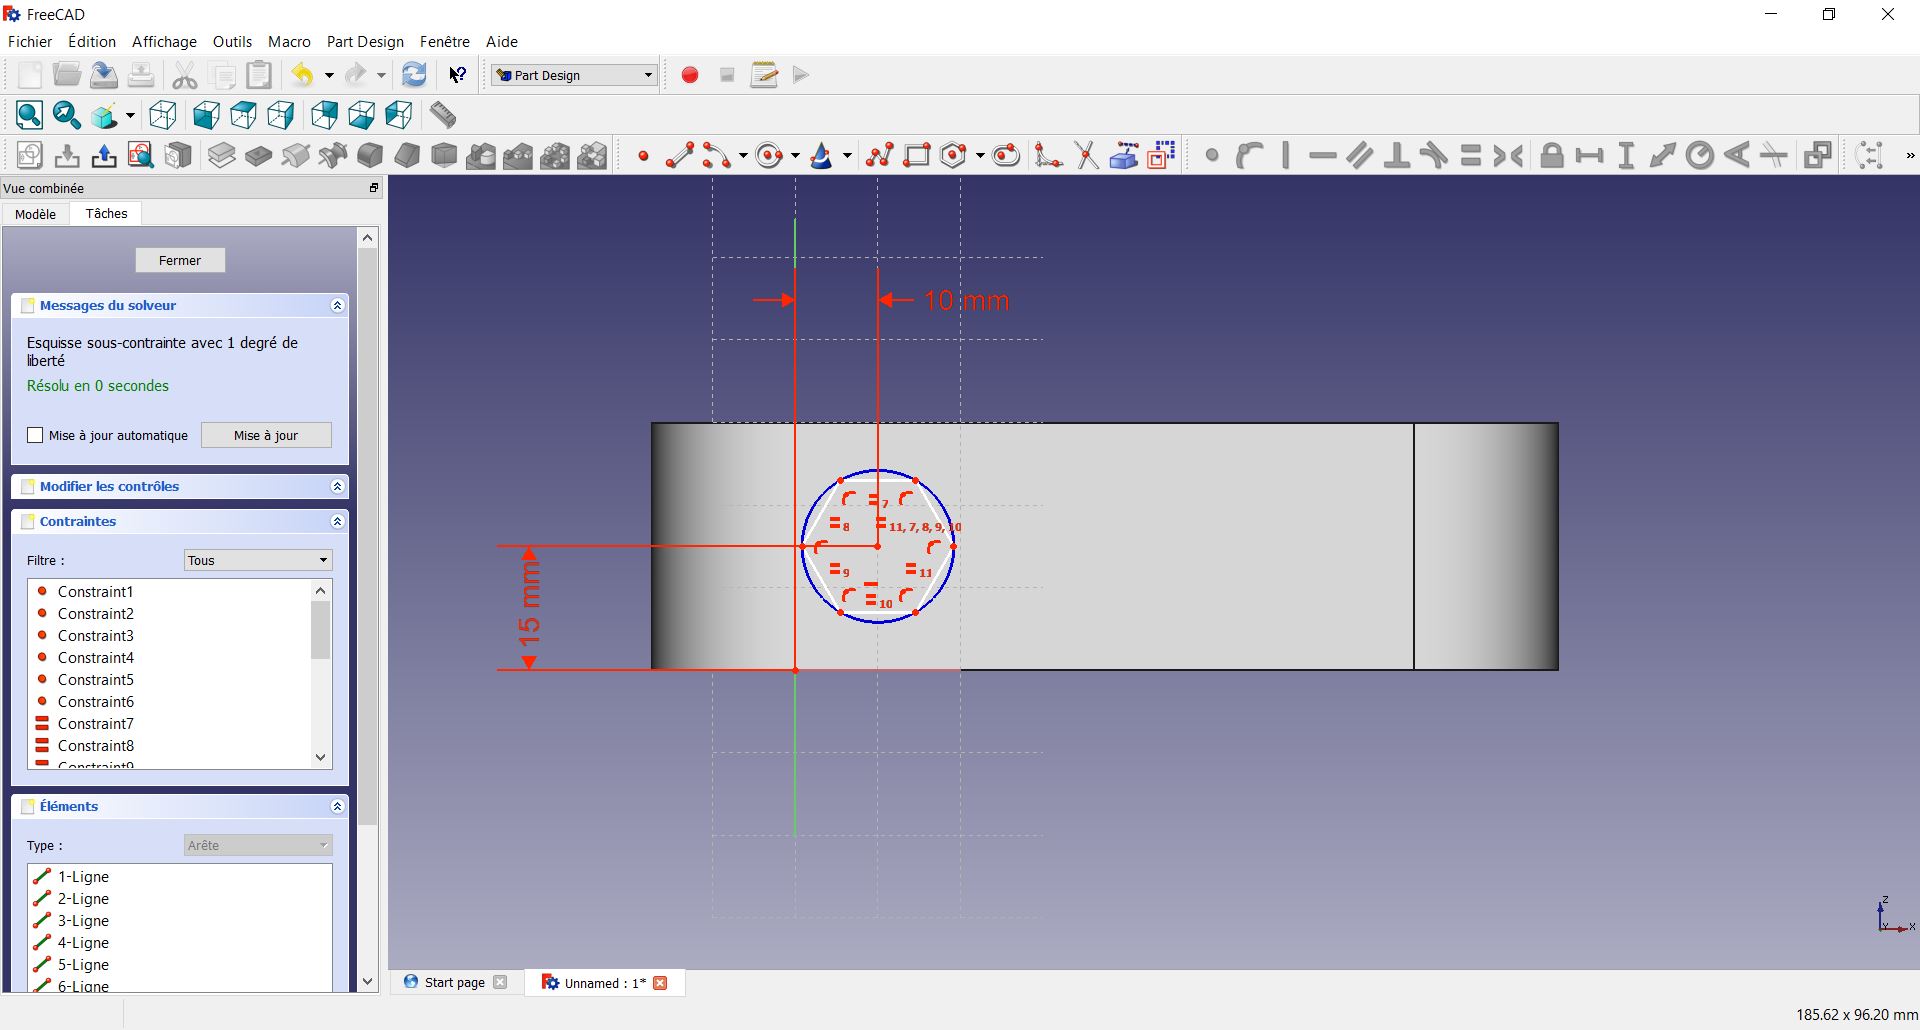 FreeCAD
Fichier Édition Affichage Outils Macro Part Design Fenêtre Aide
Part Design
Vue combinée
Modèle Tâches
Fermer
Messages du solveur
Esquisse sous-contrainte avec 1 degré de
liberté
Résolu en 0 secondes
Mise à jour automatique Mise à jour
Modifier les contrôles
Contraintes
Filtre : Tous
Constraint1
Constraint2
Constraint3
Constraint4
Constraint5
Constraint6
Constraint7
Constraint8
Constraint9
Éléments
Type : Arête
1-Ligne
2-Ligne
3-Ligne
4-Ligne
5-Ligne
6-Ligne
10 mm
7
8 11, 7, 8, 9, 10
9 11
10
15 mm
Z
Y X
Start page Unnamed : 1*
185.62 x 96.20 mm